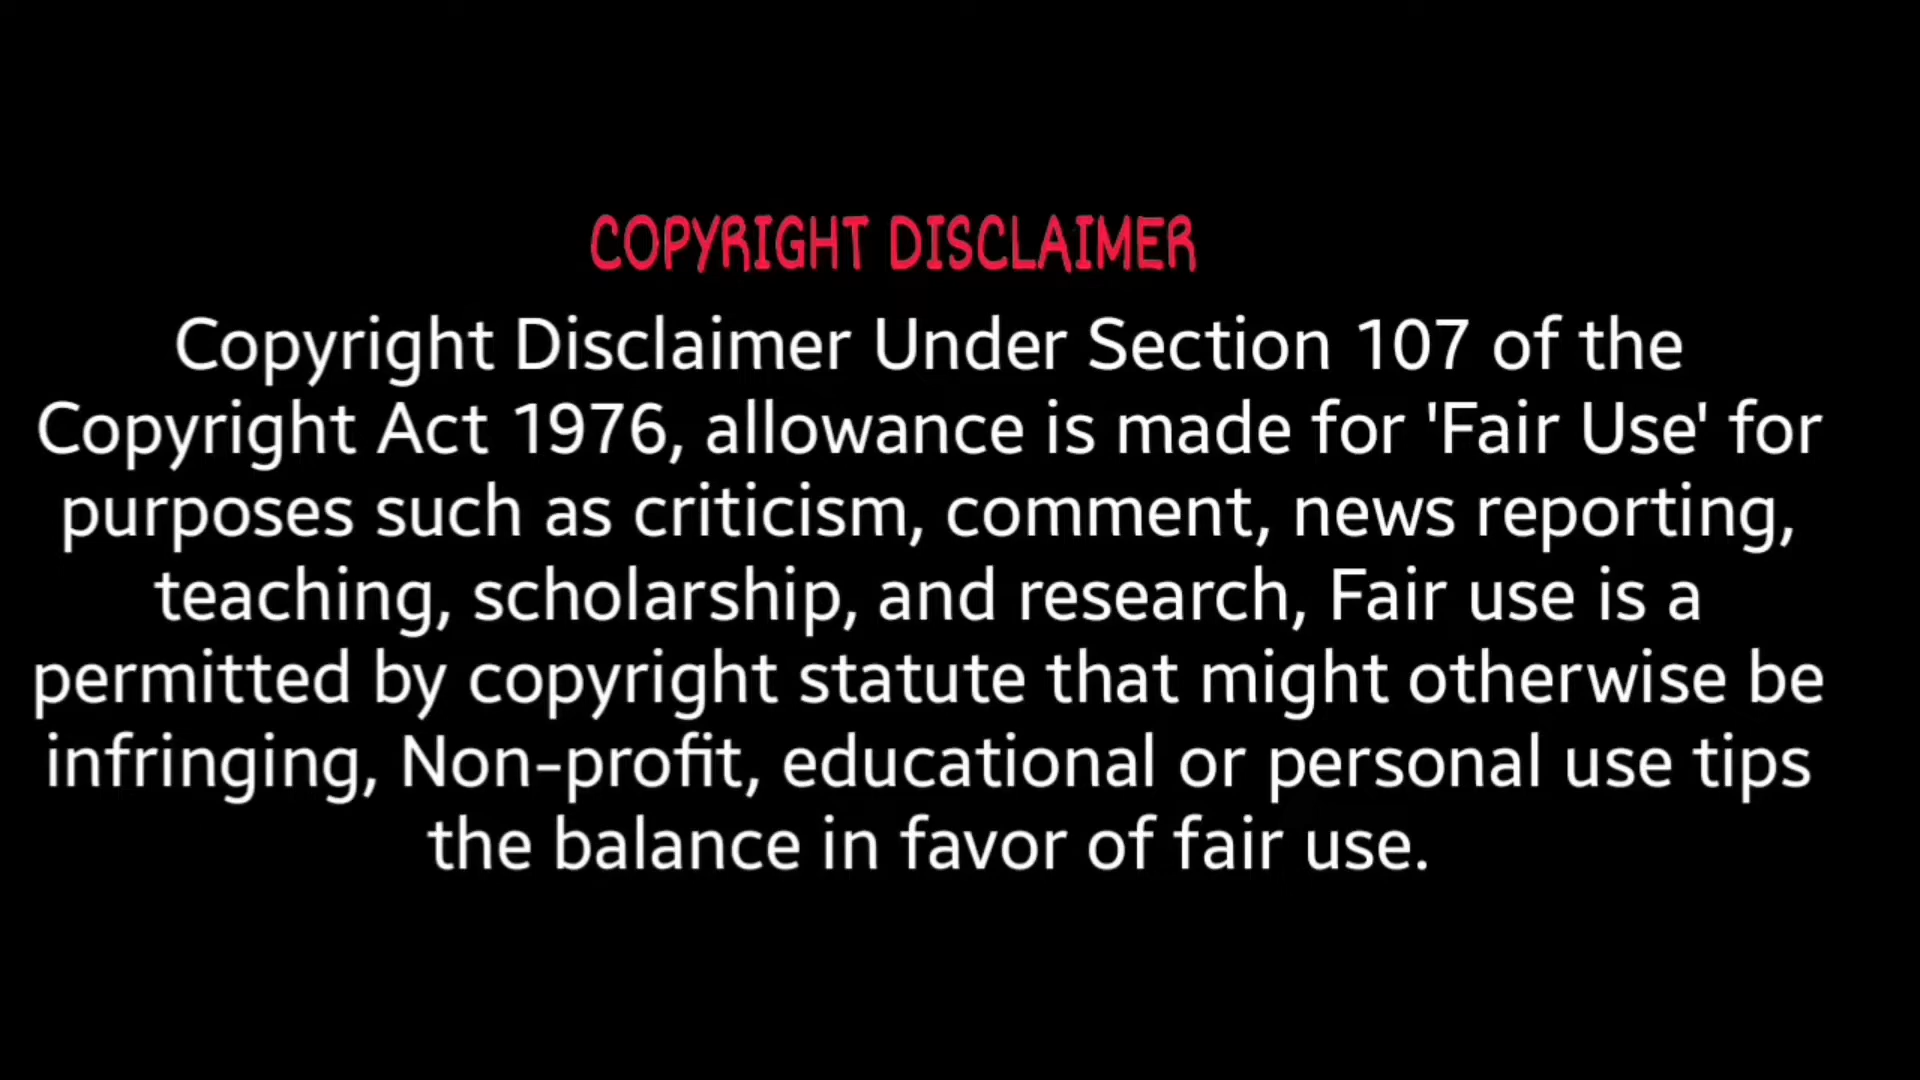 COPYRIGHT DISCLAIMER
Copyright Disclaimer Under Section 107 of the
Copyright Act 1976, allowance is made for 'Fair Use' for
purposes such as criticism, comment, news reporting,
teaching, scholarship, and research, Fair use is a
permitted by copyright statute that might otherwise be
infringing, Non-profit, educational or personal use tips
the balance in favor of fair use.